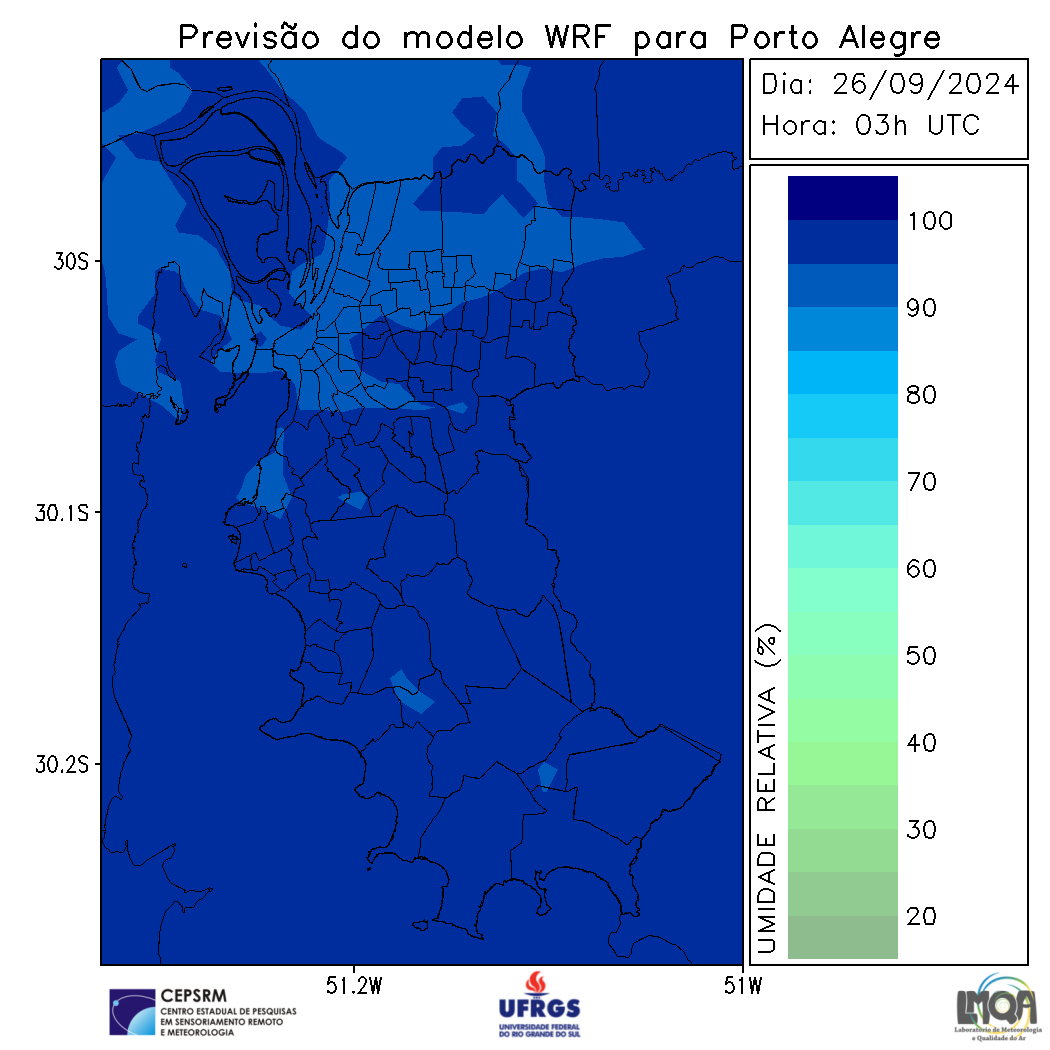 Previsão do modelo WRF para Porto Alegre
Dia: 26/09/2024
Hora: 03h UTC
100
90
80
70
60
50
40
30
20
UMIDADE RELATIVA (%)
30S
30.1S
30.2S
51.2W
51W
CEPSRM
CENTRO ESTADUAL DE PESQUISAS
EM SENSORIAMENTO REMOTO
E METEOROLOGIA
UFRGS
UNIVERSIDADE FEDERAL
DO RIO GRANDE DO SUL
LMQA
Laboratório de Meteorologia
e Qualidade do Ar